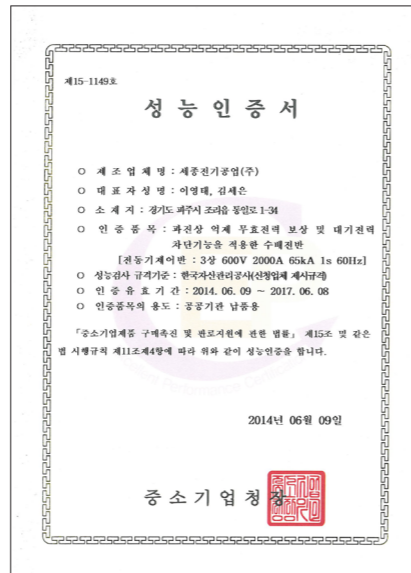 제15-1149호
성 능 인 증 서
○ 제 조 업 체 명 : 세종전기공업(주)
○ 대 표 자 성 명 : 이영태, 김세은
○ 소 재 지 : 경기도 파주시 조리읍 통일로 1-34
○ 인 증 품 목 : 과진상 억제 무효전력 보상 및 대기전력
차단기능을 적용한 수배전반
[전동기제어반 : 3상 600V 2000A 65kA 1s 60Hz]
○ 성능검사 규격기준 : 한국자산관리공사(신청업체 제시규격)
○ 인 증 유 효 기 간 : 2014. 06. 09 ~ 2017. 06. 08
○ 인증품목의 용도 : 공공기관 납품용
「중소기업제품 구매촉진 및 판로지원에 관한 법률」 제15조 및 같은
법 시행규칙 제11조제4항에 따라 위와 같이 성능인증을 합니다.
2014년 06월 09일
중 소 기 업 청 장